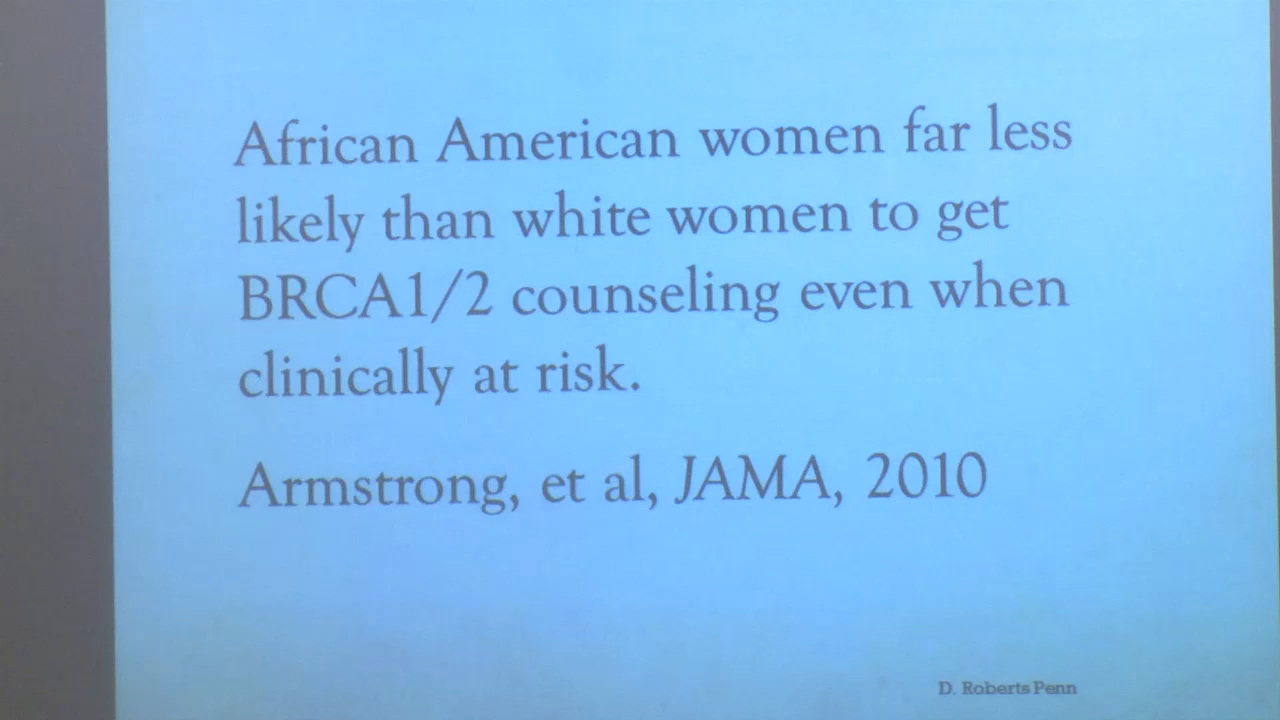 African American women far less
likely than white women to get
BRCA1/2 counseling even when
clinically at risk.
Armstrong, et al, JAMA, 2010
D. Roberts Penn